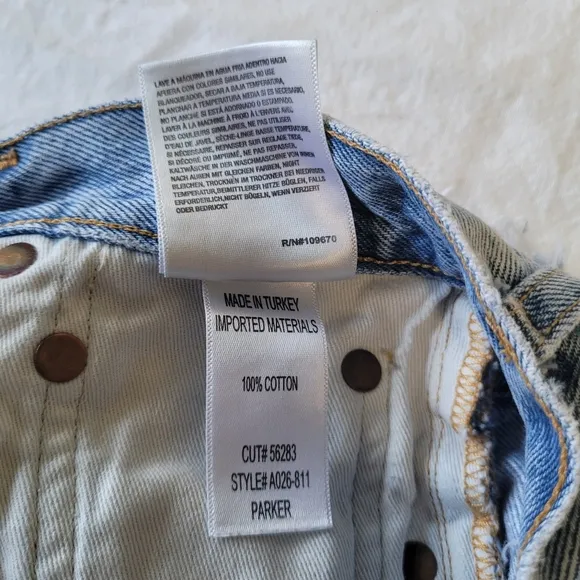 LAVE A MÁQUINA EN AGUA FRIA ADENTRO HACIA
AFUERA CON COLORES SIMILARES, NO USE
BLANQUEADOR, SECAR A BAJA TEMPERATURA,
PLANCHAR A TEMPERATURA MEDIA SI ES NECESARIO,
NO PLANCHAR SI ESTÁ ADORNADO O ESTAMPADO.
LAVER À LA MACHINE À FROID À L'ENVERS AVEC
DES COULEURS SIMILAIRES, NE PAS UTILISER
D'EAU DE JAVEL, SÈCHE-LINGE BASSE TEMPÉRATURE,
SI NÉCESSAIRE, REPASSER SUR RÉGLAGE TIÈDE,
SI DÉCORÉ OU IMPRIMÉ, NE PAS REPASSER.
KALTWÄSCHE IN DER WASCHMASCHINE VON INNEN
NACH AUßEN MIT GLEICHEN FARBEN, NICHT
BLEICHEN, TROCKNEN IM TROCKNER BEI NIEDRIGER
TEMPERATUR,BEIMITTLERER HITZE BÜGELN, FALLS
ERFORDERLICH,NICHT BÜGELN, WENN VERZIERT
ODER BEDRUCKT
R/N#109670
MADE IN TURKEY
IMPORTED MATERIALS
100% COTTON
CUT# 56283
STYLE# A026-811
PARKER